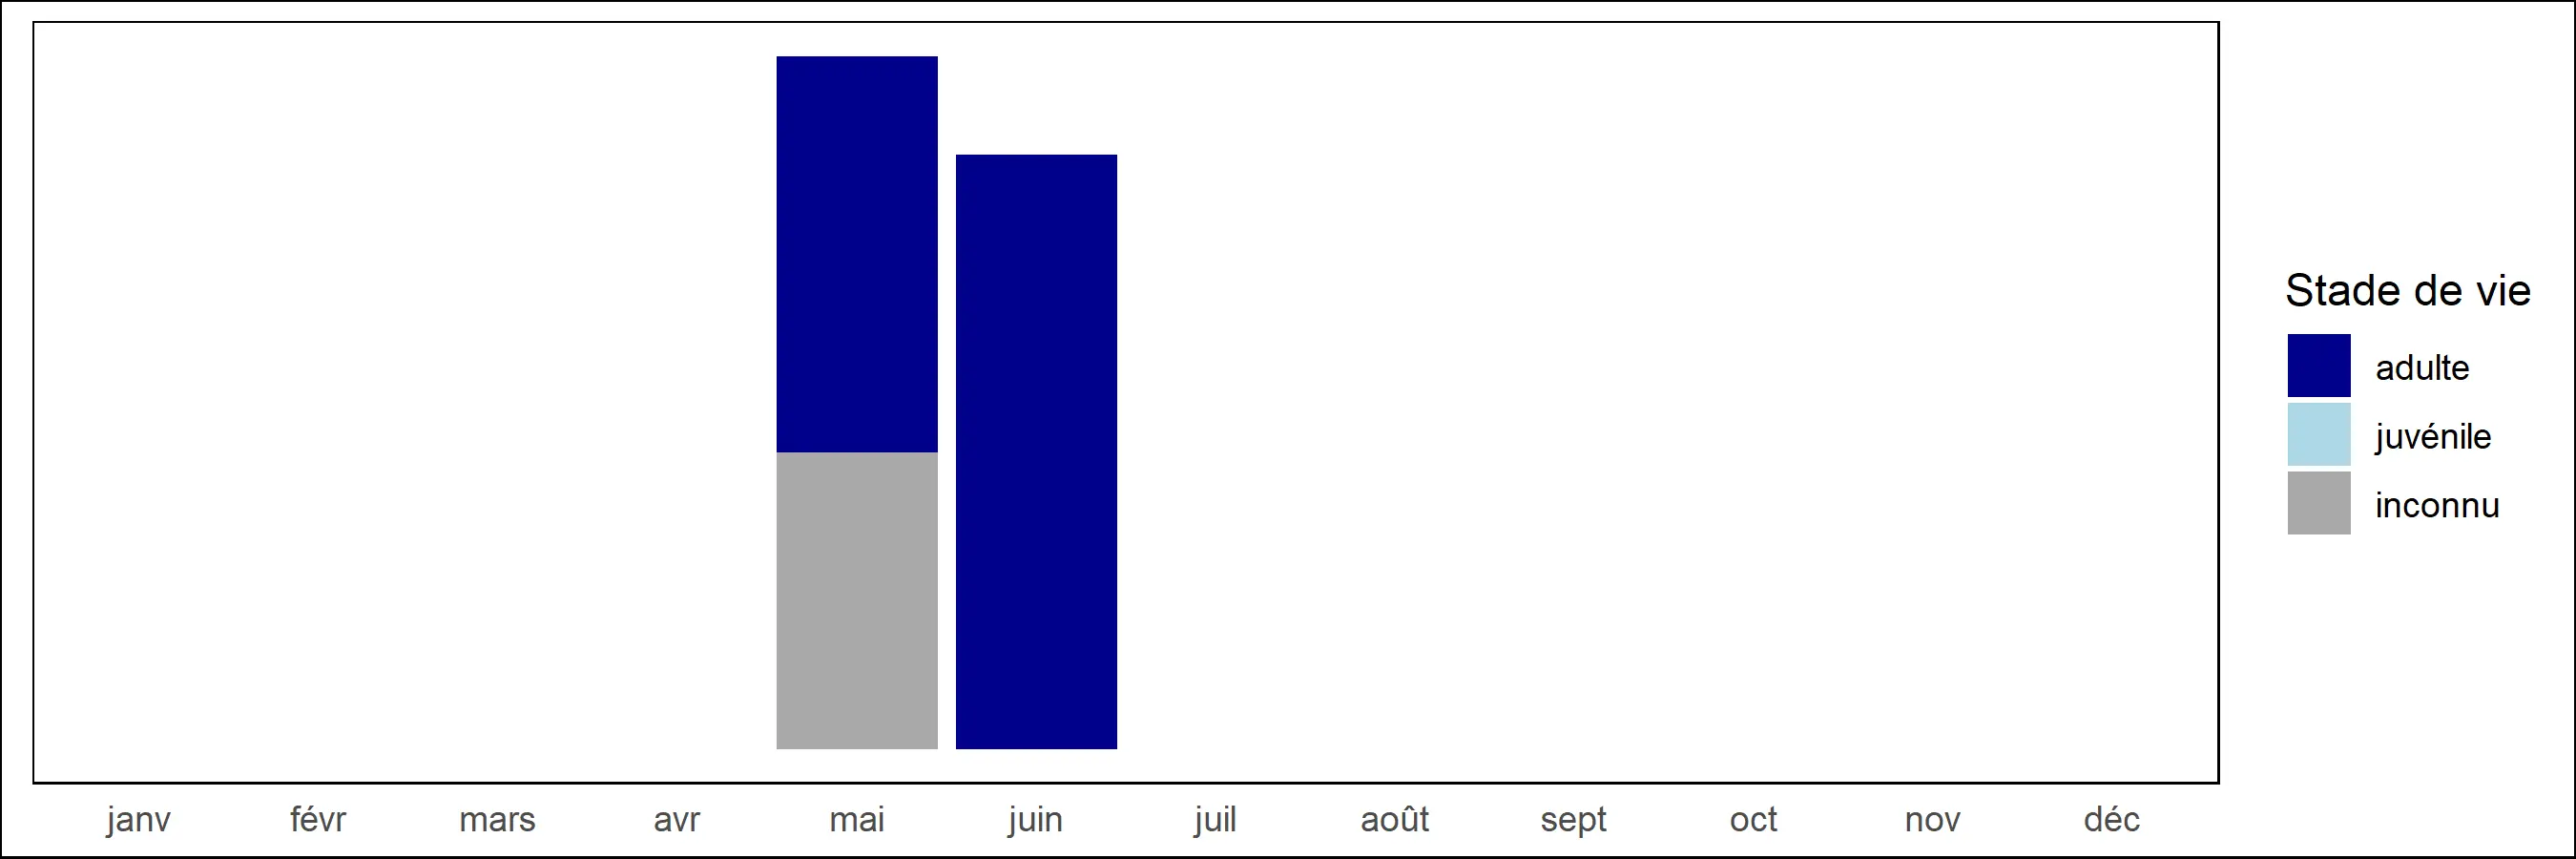 Stade de vie
adulte
juvénile
inconnu
janv févr mars avr mai juin juil août sept oct nov déc